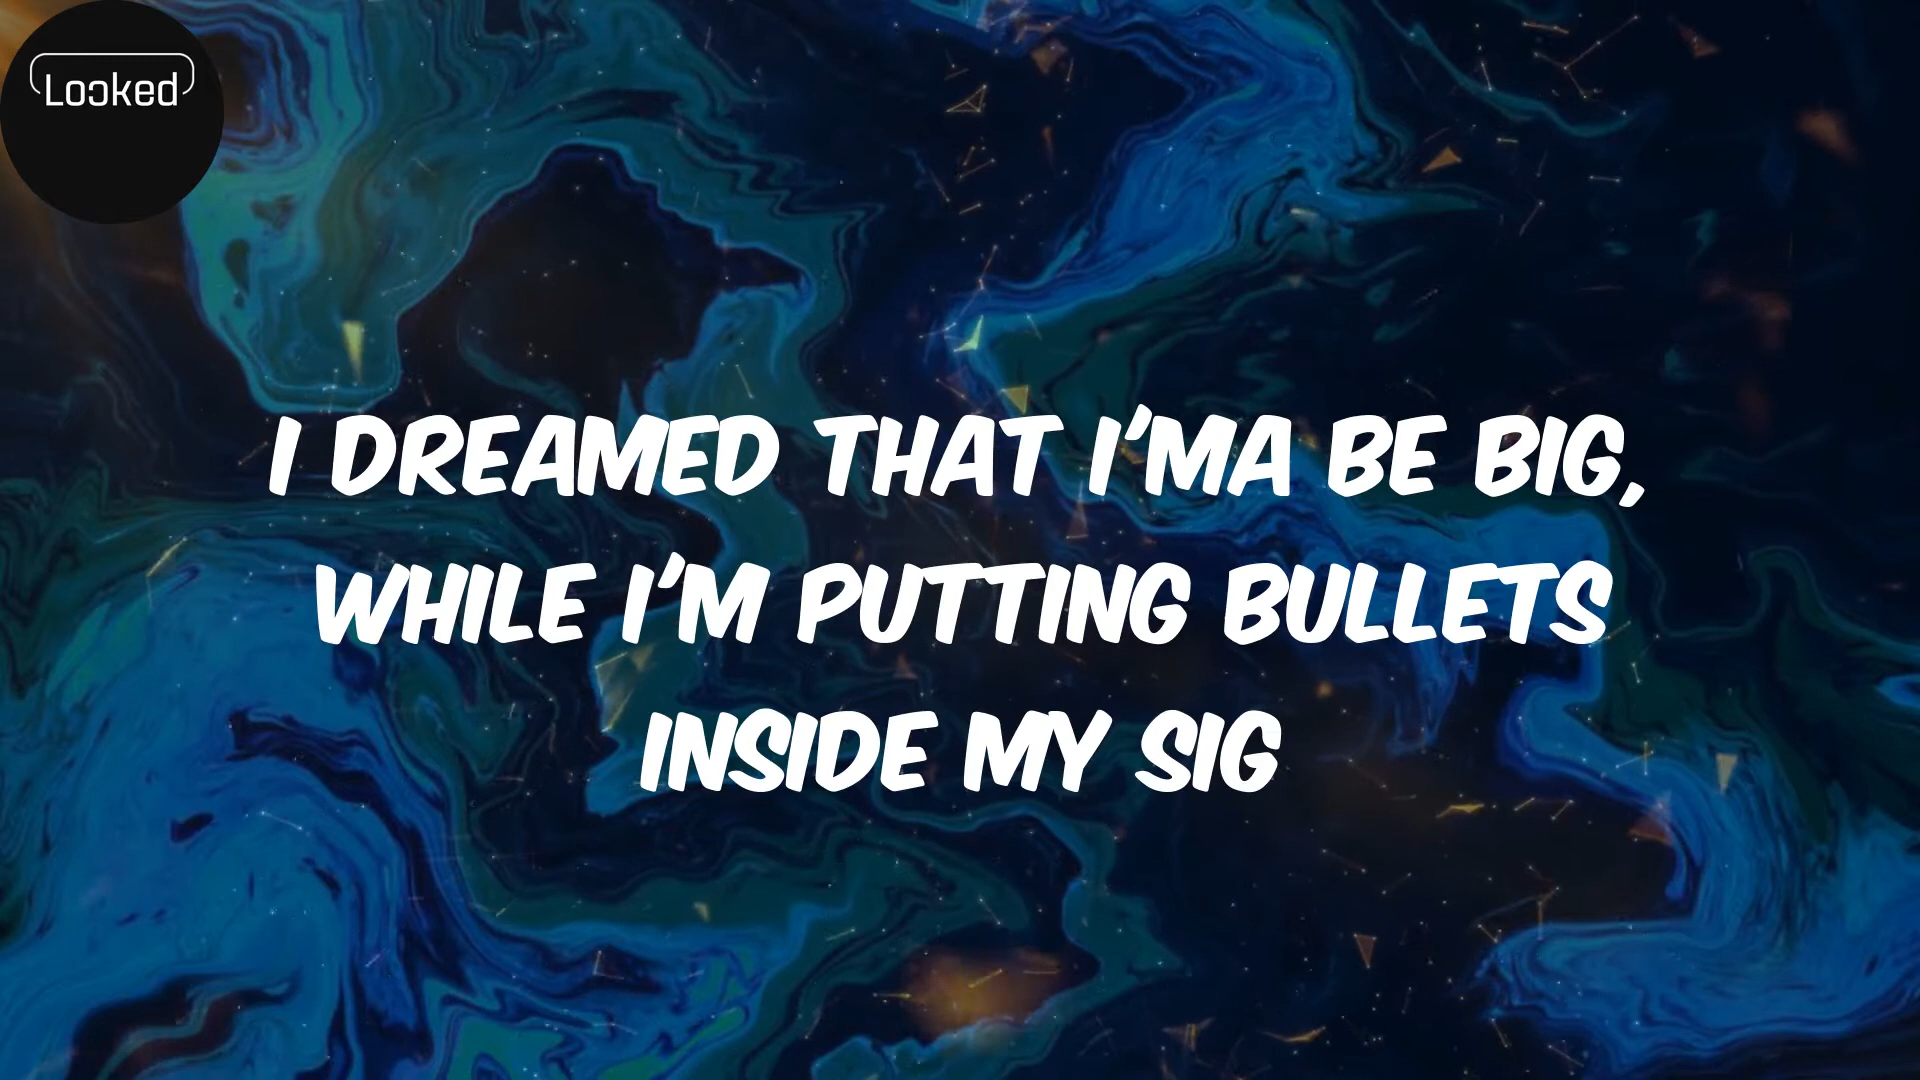 Looked
I DREAMED THAT I'MA BE BIG,
WHILE I'M PUTTING BULLETS
INSIDE MY SIG